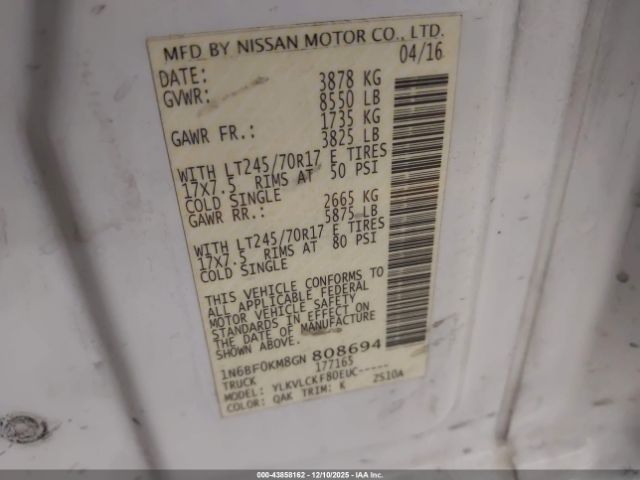 MFD BY NISSAN MOTOR CO., LTD.
DATE: 04/16
GVWR: 3878 KG
8550 LB
GAWR FR.: 1735 KG
3825 LB
WITH LT245/70R17 E TIRES
17X7.5 RIMS AT 50 PSI
COLD SINGLE
GAWR RR.: 2665 KG
5875 LB
WITH LT245/70R17 E TIRES
17X7.5 RIMS AT 80 PSI
COLD SINGLE
THIS VEHICLE CONFORMS TO
ALL APPLICABLE FEDERAL
MOTOR VEHICLE SAFETY
STANDARDS IN EFFECT ON
THE DATE OF MANUFACTURE
SHOWN ABOVE.
1N6BF0KM8GN 808694
TRUCK 177165
MODEL: YLKVLCKF80EUC-----
COLOR: QAK TRIM: K ZS10A
000-43858162 - 12/10/2025 - IAA Inc.